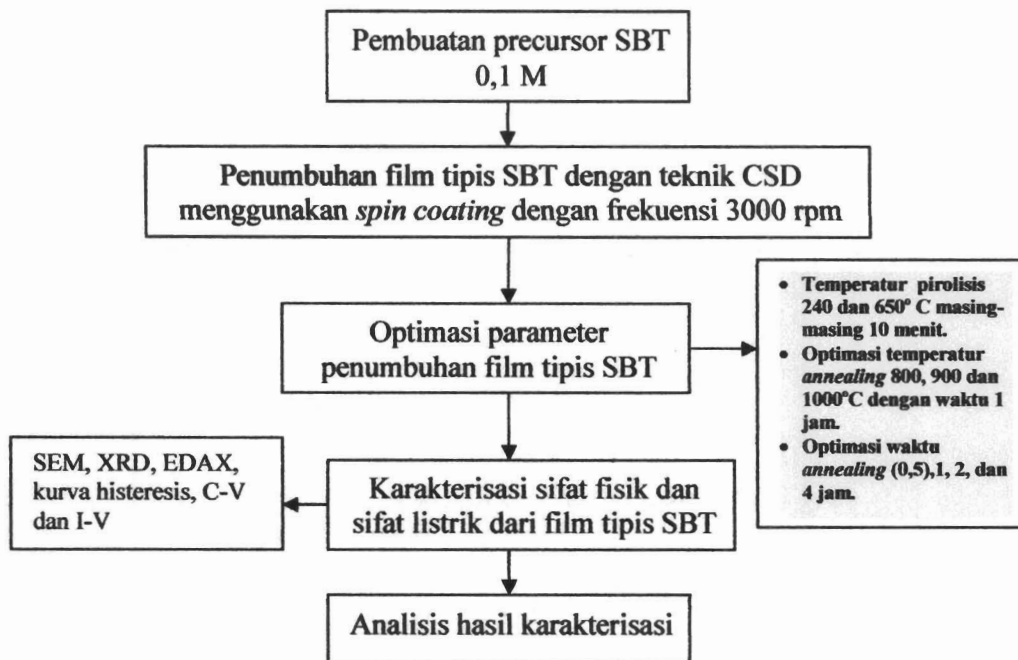 Pembuatan precursor SBT
0,1 M
Penumbuhan film tipis SBT dengan teknik CSD
menggunakan spin coating dengan frekuensi 3000 rpm
Optimasi parameter
penumbuhan film tipis SBT
• Temperatur pirolisis
240 dan 650° C masing-
masing 10 menit.
• Optimasi temperatur
annealing 800, 900 dan
1000°C dengan waktu 1
jam.
• Optimasi waktu
annealing (0,5),1, 2, dan
4 jam.
SEM, XRD, EDAX,
kurva histeresis, C-V
dan I-V
Karakterisasi sifat fisik dan
sifat listrik dari film tipis SBT
Analisis hasil karakterisasi